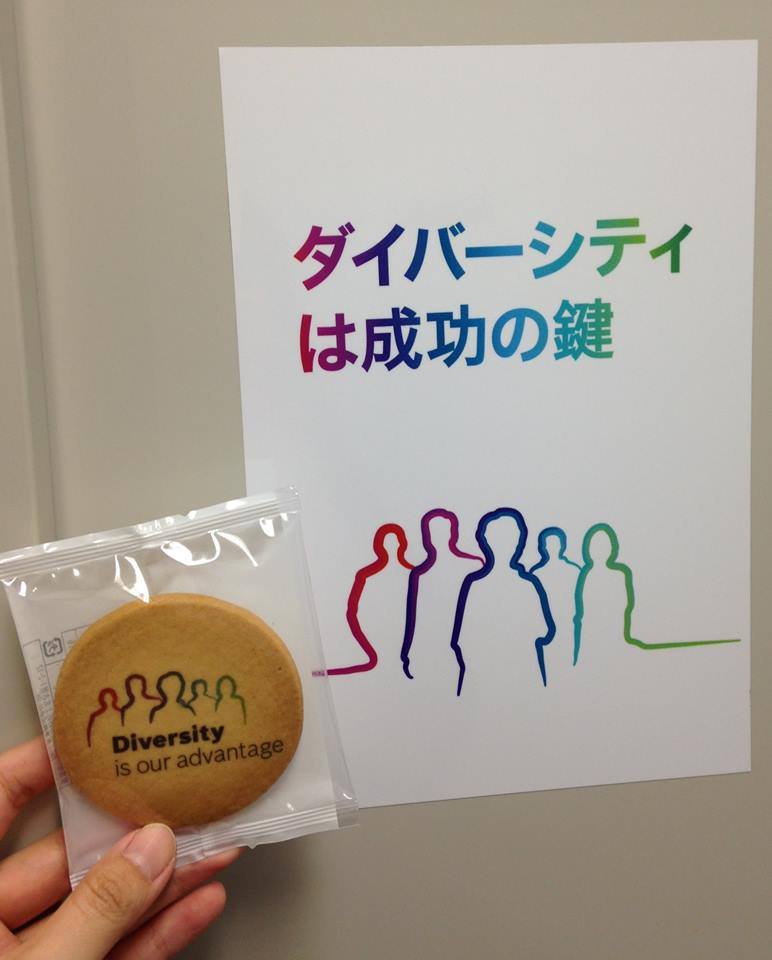 ダイバーシティ
は成功の鍵
Diversity
is our advantage